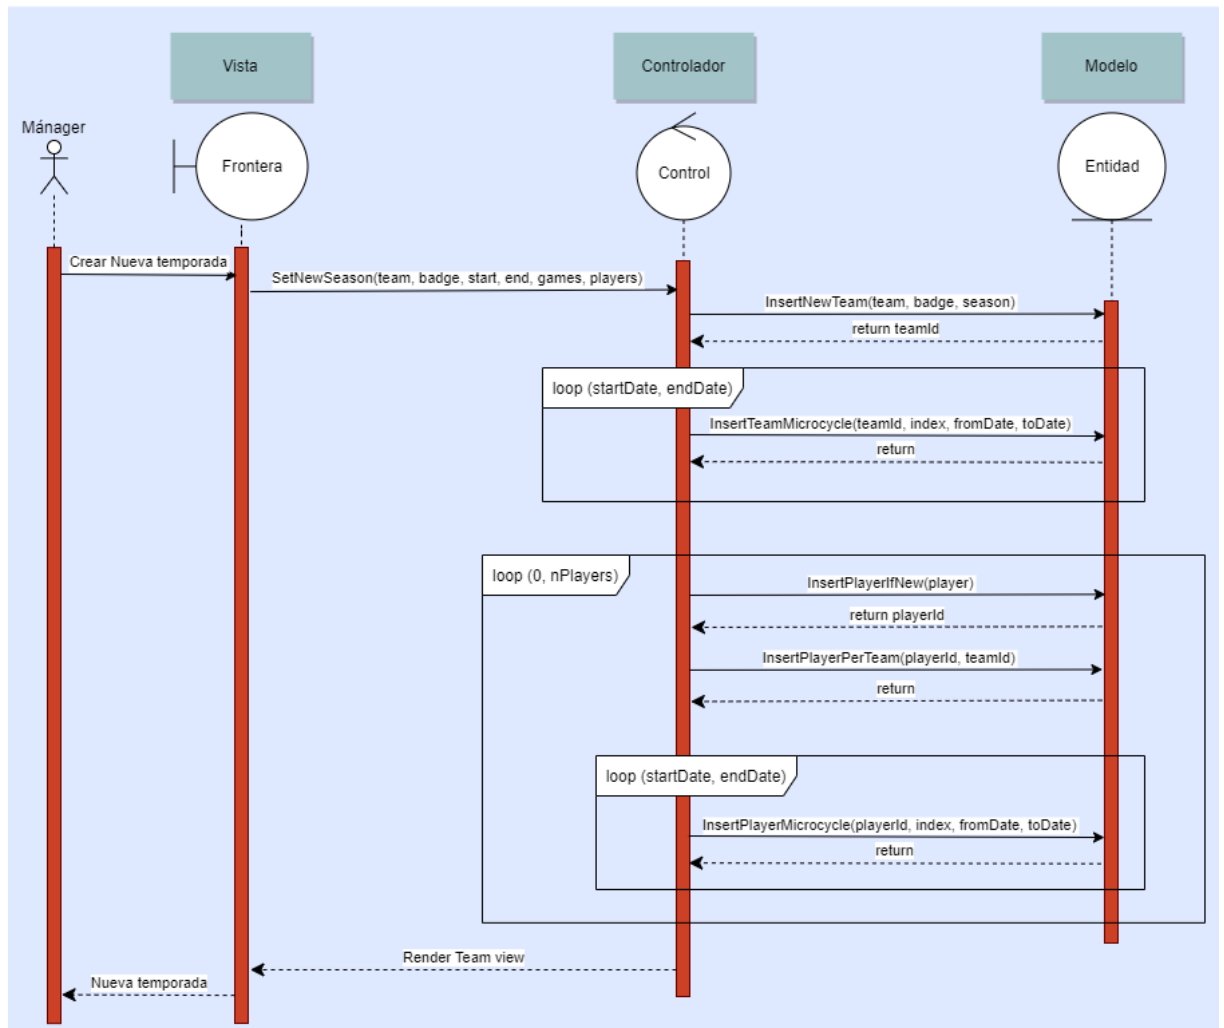 Vista
Controlador
Modelo
Mánager
Frontera
Control
Entidad
Crear Nueva temporada
SetNewSeason(team, badge, start, end, games, players)
InsertNewTeam(team, badge, season)
return teamId
loop (startDate, endDate)
InsertTeamMicrocycle(teamId, index, fromDate, toDate)
return
loop (0, nPlayers)
InsertPlayerIfNew(player)
return playerId
InsertPlayerPerTeam(playerId, teamId)
return
loop (startDate, endDate)
InsertPlayerMicrocycle(playerId, index, fromDate, toDate)
return
Render Team view
Nueva temporada